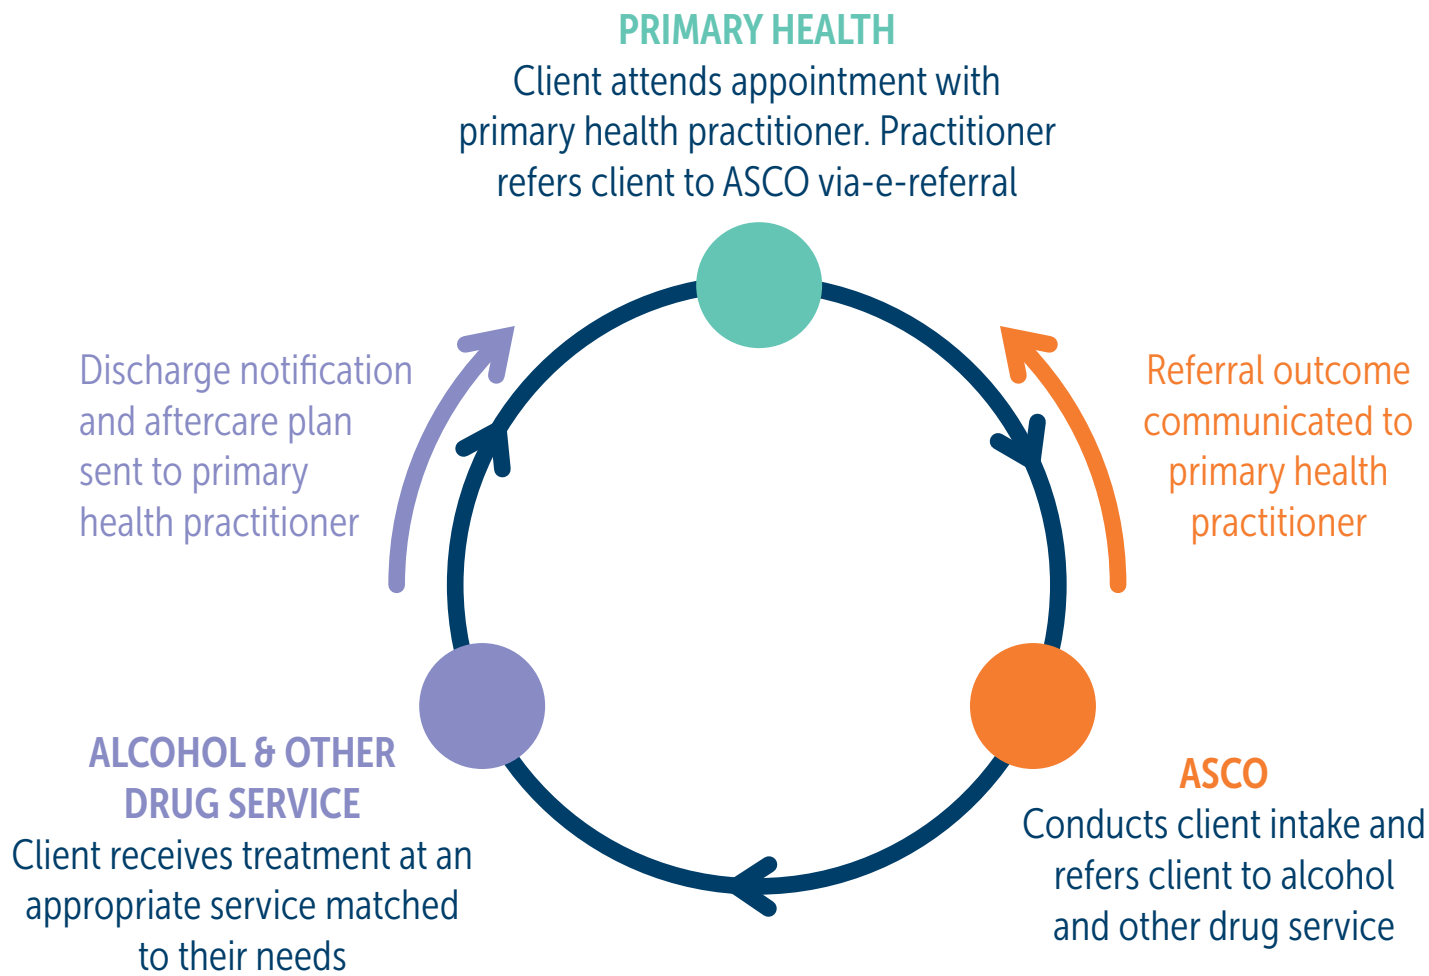 PRIMARY HEALTH
Client attends appointment with
primary health practitioner. Practitioner
refers client to ASCO via-e-referral
Discharge notification
and aftercare plan
sent to primary
health practitioner
Referral outcome
communicated to
primary health
practitioner
ALCOHOL & OTHER
DRUG SERVICE
Client receives treatment at an
appropriate service matched
to their needs
ASCO
Conducts client intake and
refers client to alcohol
and other drug service